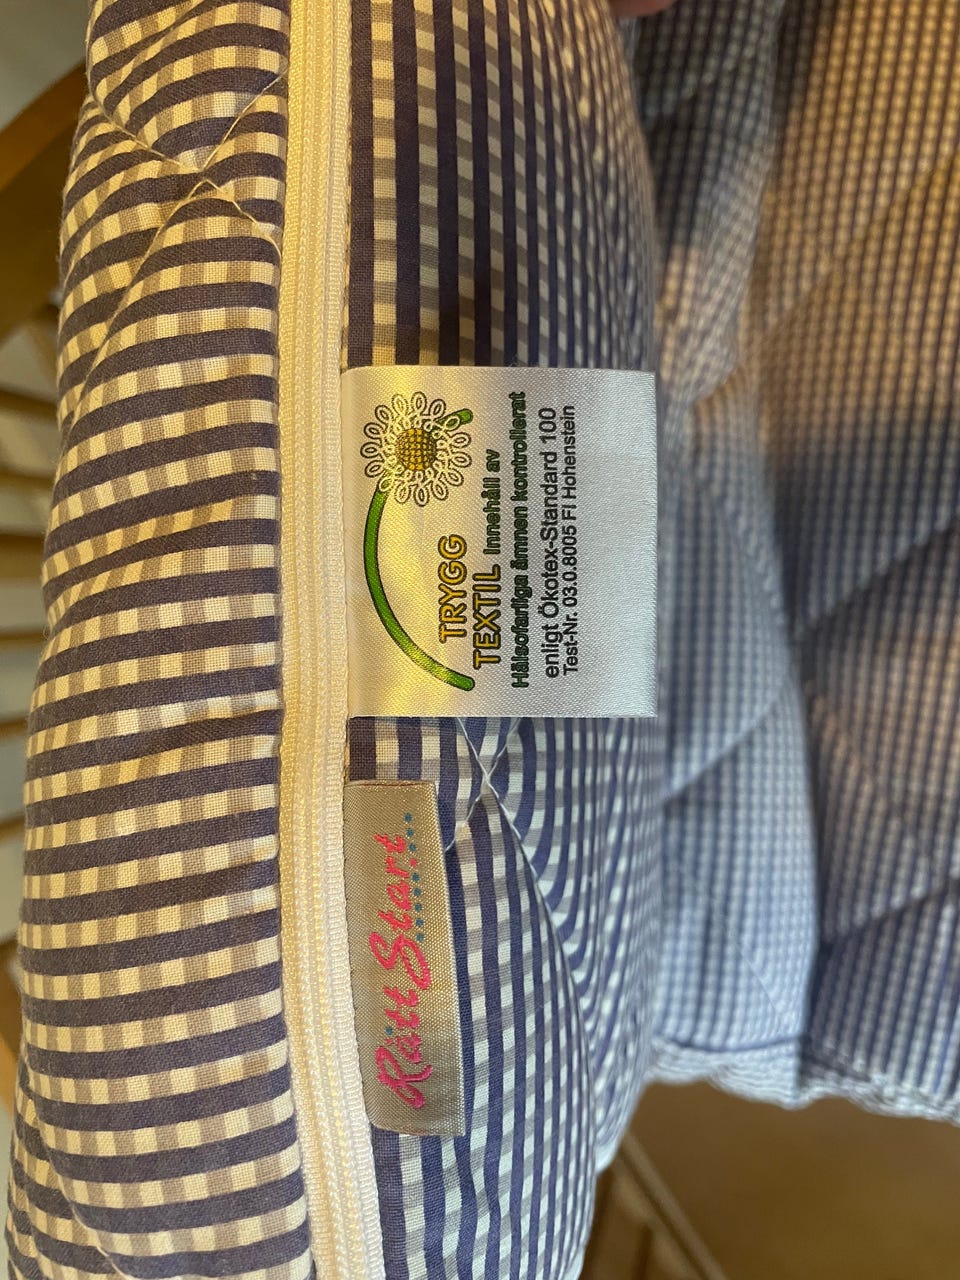 TRYGG
TEXTIL Innehåll av
Hälsofarliga ämnen kontrollerat
enligt Ökotex-Standard 100
Test-Nr. 03.0.8005 FI Hohenstein
Rätt Start